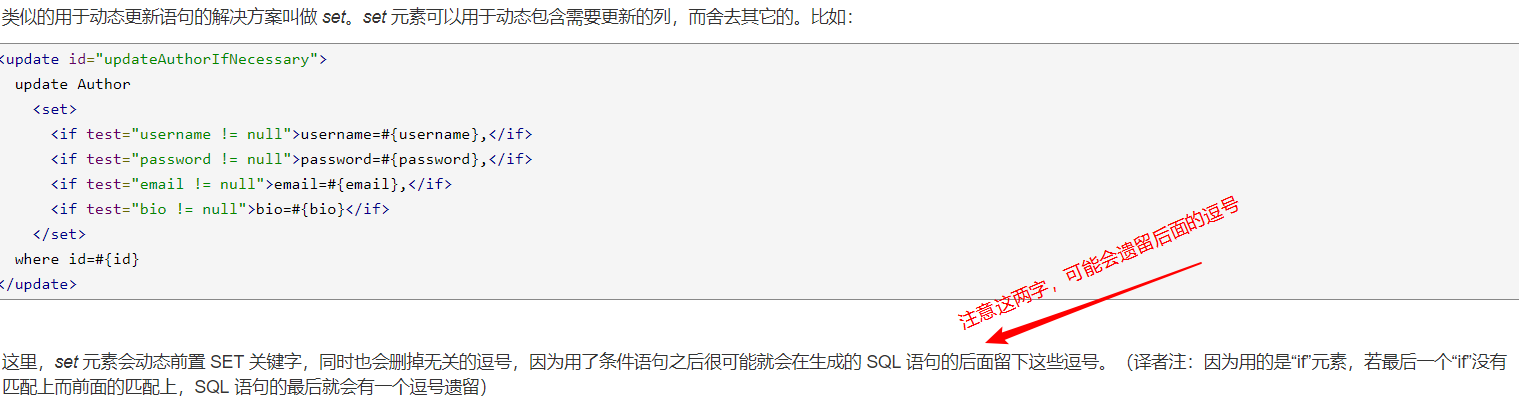 类似的用于动态更新语句的解决方案叫做 set。set 元素可以用于动态包含需要更新的列，而舍去其它的。比如：
<update id="updateAuthorIfNecessary">
  update Author
    <set>
      <if test="username != null">username=#{username},</if>
      <if test="password != null">password=#{password},</if>
      <if test="email != null">email=#{email},</if>
      <if test="bio != null">bio=#{bio}</if>
    </set>
  where id=#{id}
</update>
注意这两字，可能会遗留后面的逗号
这里，set 元素会动态前置 SET 关键字，同时也会删掉无关的逗号，因为用了条件语句之后很可能就会在生成的 SQL 语句的后面留下这些逗号。（译者注：因为用的是“if”元素，若最后一个“if”没有
匹配上而前面的匹配上，SQL 语句的最后就会有一个逗号遗留）